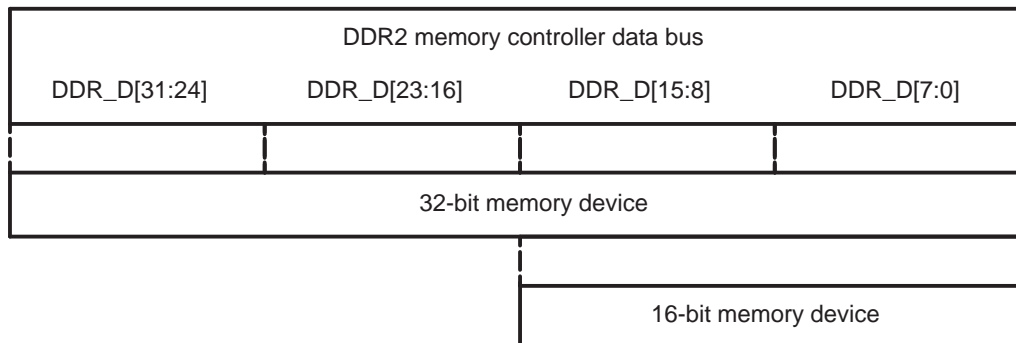 DDR2 memory controller data bus
DDR_D[31:24] DDR_D[23:16] DDR_D[15:8] DDR_D[7:0]
32-bit memory device
16-bit memory device